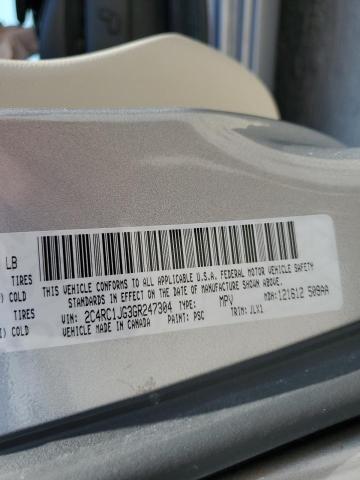 LB
TIRES
) COLD
TIRES
) COLD
THIS VEHICLE CONFORMS TO ALL APPLICABLE U.S.A. FEDERAL MOTOR VEHICLE SAFETY
STANDARDS IN EFFECT ON THE DATE OF MANUFACTURE SHOWN ABOVE.
VIN: 2C4RC1JG3GR247304 TYPE: MPV MDH:121612 509AA
VEHICLE MADE IN CANADA PAINT: PSC TRIM: JLX1